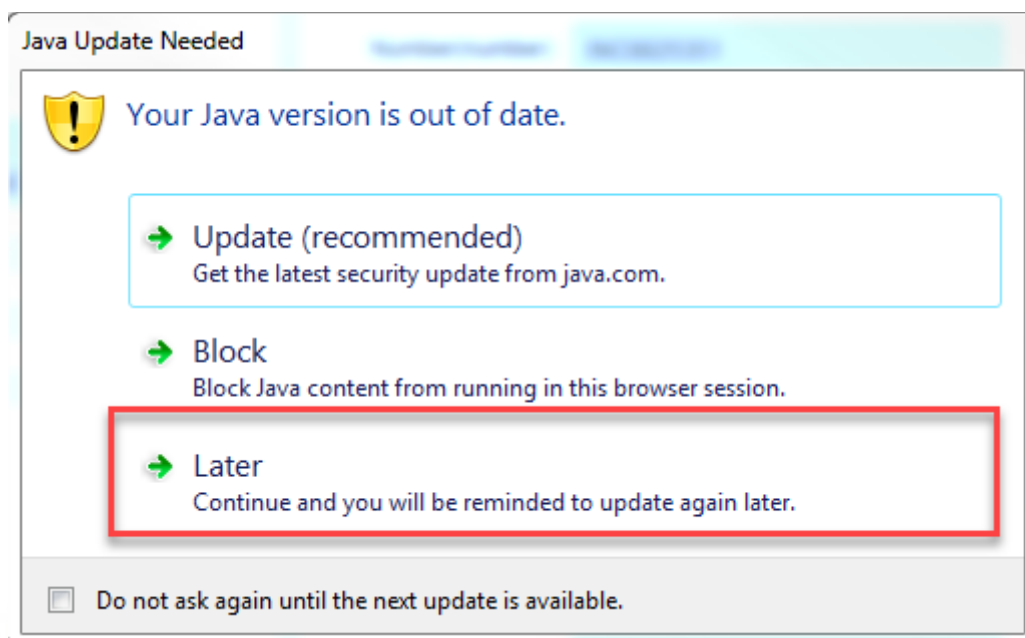 Java Update Needed
Your Java version is out of date.
Update (recommended)
Get the latest security update from java.com.
Block
Block Java content from running in this browser session.
Later
Continue and you will be reminded to update again later.
Do not ask again until the next update is available.